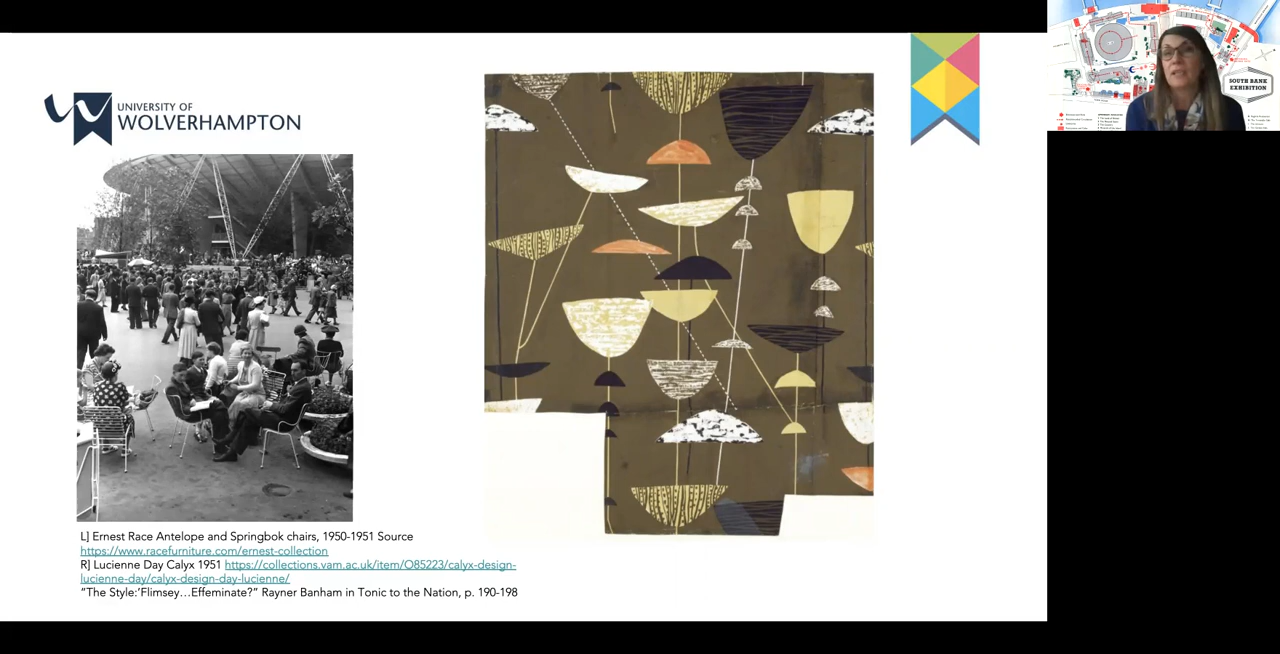 UNIVERSITY OF
WOLVERHAMPTON
L] Ernest Race Antelope and Springbok chairs, 1950-1951 Source
https://www.racefurniture.com/ernest-collection
R] Lucienne Day Calyx 1951 https://collections.vam.ac.uk/item/O85223/calyx-design-
lucienne-day/calyx-design-day-lucienne/
“The Style:’Flimsey…Effeminate?” Rayner Banham in Tonic to the Nation, p. 190-198
SOUTH BANK
EXHIBITION